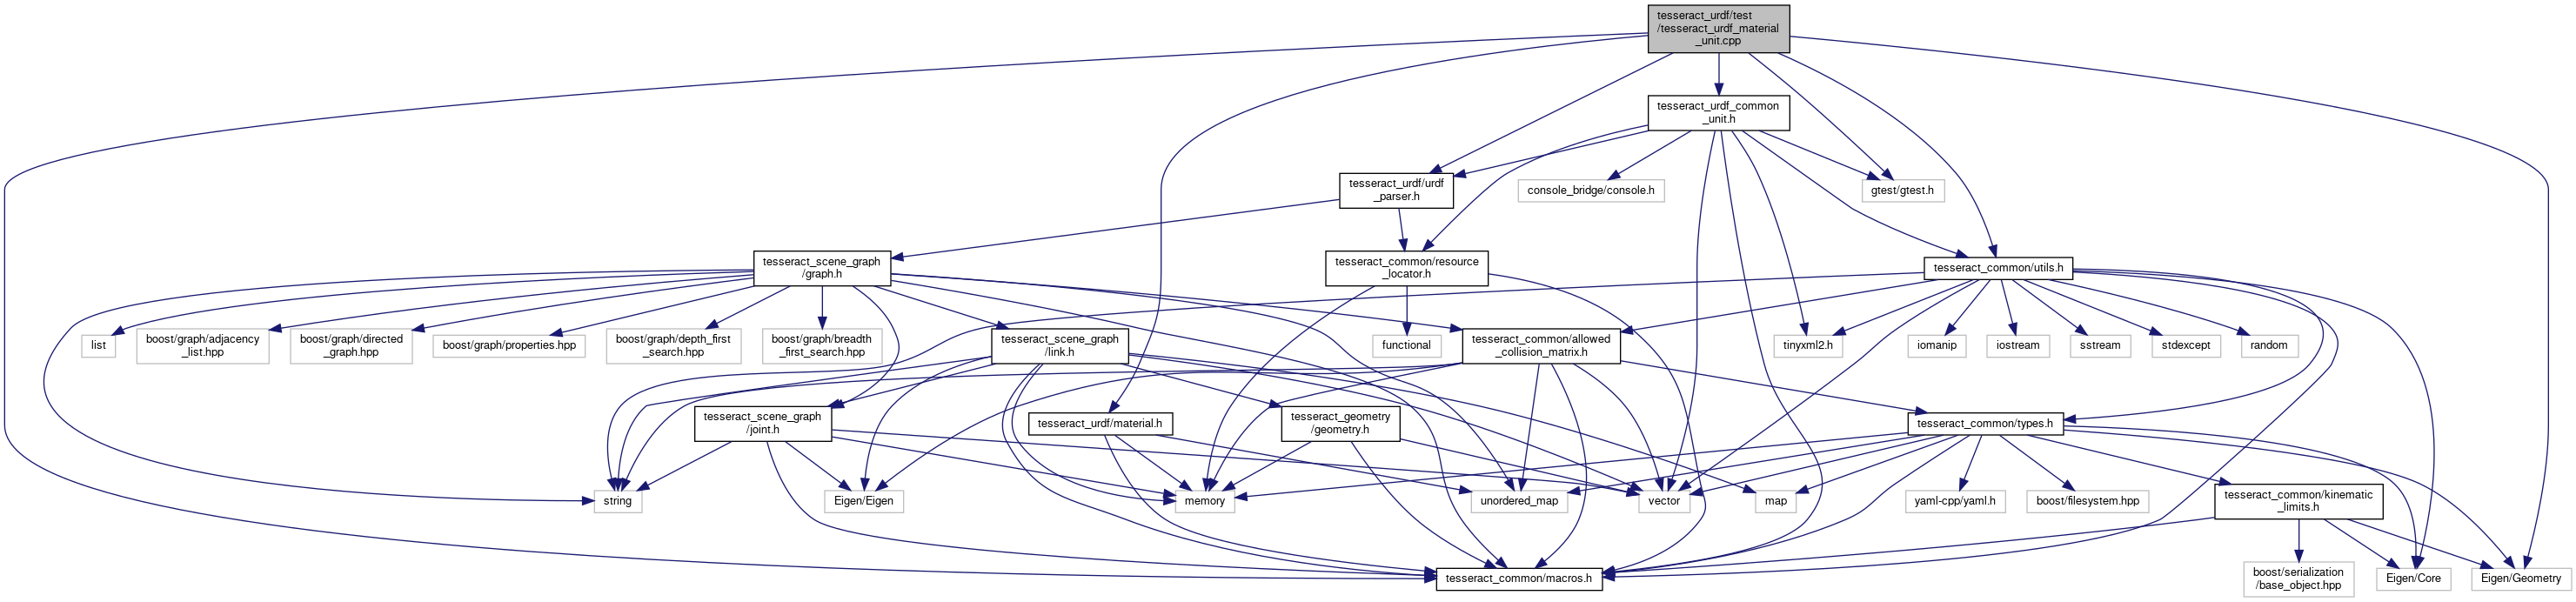 tesseract_urdf/test
/tesseract_urdf_material
_unit.cpp
tesseract_urdf_common
_unit.h
tesseract_urdf/urdf
_parser.h
console_bridge/console.h
gtest/gtest.h
tesseract_scene_graph
/graph.h
tesseract_common/resource
_locator.h
tesseract_common/utils.h
list
boost/graph/adjacency
_list.hpp
boost/graph/directed
_graph.hpp
boost/graph/properties.hpp
boost/graph/depth_first
_search.hpp
boost/graph/breadth
_first_search.hpp
tesseract_scene_graph
/link.h
functional
tesseract_common/allowed
_collision_matrix.h
tinyxml2.h
iomanip
iostream
sstream
stdexcept
random
tesseract_scene_graph
/joint.h
tesseract_urdf/material.h
tesseract_geometry
/geometry.h
tesseract_common/types.h
string
Eigen/Eigen
memory
unordered_map
vector
map
yaml-cpp/yaml.h
boost/filesystem.hpp
tesseract_common/kinematic
_limits.h
tesseract_common/macros.h
boost/serialization
/base_object.hpp
Eigen/Core
Eigen/Geometry